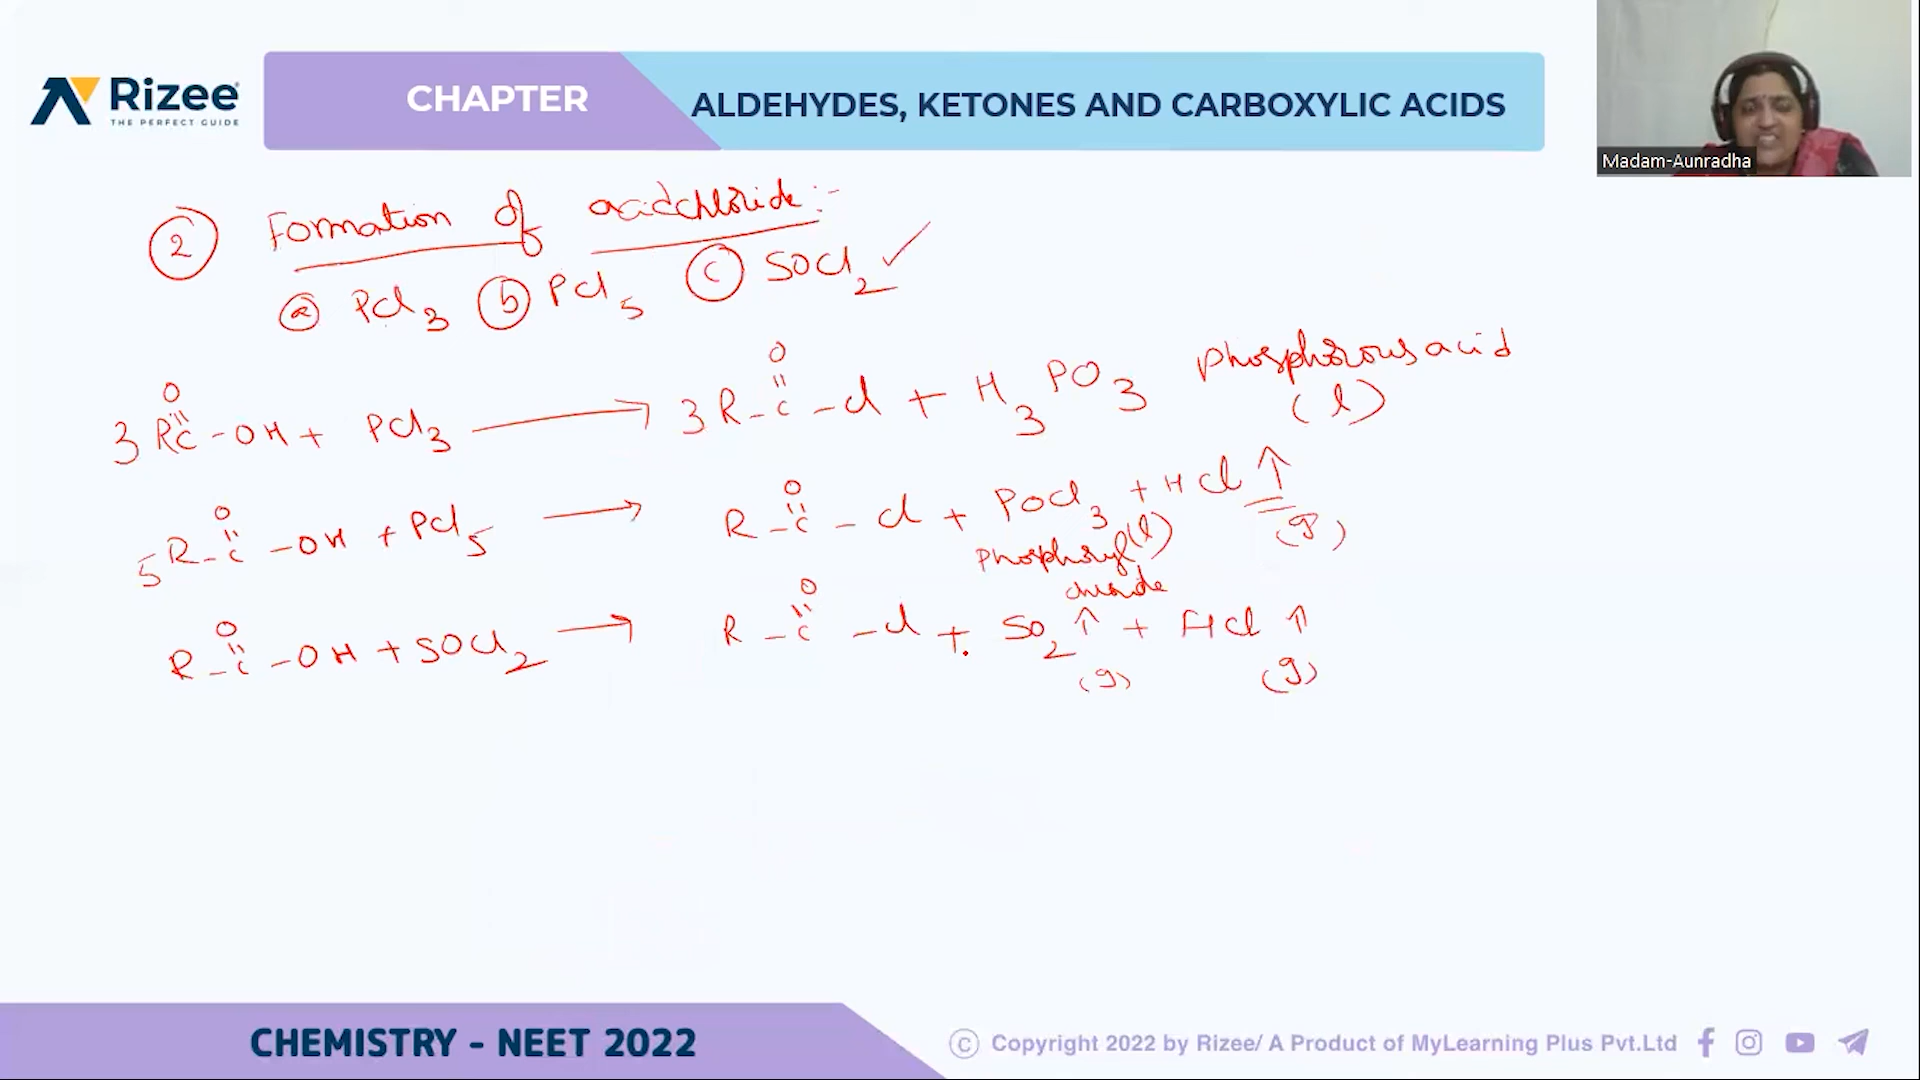 Rizee
THE PERFECT GUIDE
CHAPTER
ALDEHYDES, KETONES AND CARBOXYLIC ACIDS
Madam-Aunradha
② Formation of acidchloride:-
ⓐ PCl₃ ⓑ PCl₅ ⓒ SOCl₂ ✓
O O phosphorous acid
3 RC-OH + PCl₃ ⟶ 3R-C-Cl + H₃PO₃ (l)
O O
5R-C-OH + PCl₅ ⟶ R-C-Cl + POCl₃ + HCl ↑
phosphoryl (l) (g)
chloride
O O
R-C-OH + SOCl₂ ⟶ R-C-Cl + SO₂ ↑ + HCl ↑
(g) (g)
CHEMISTRY - NEET 2022
© Copyright 2022 by Rizee/ A Product of MyLearning Plus Pvt.Ltd